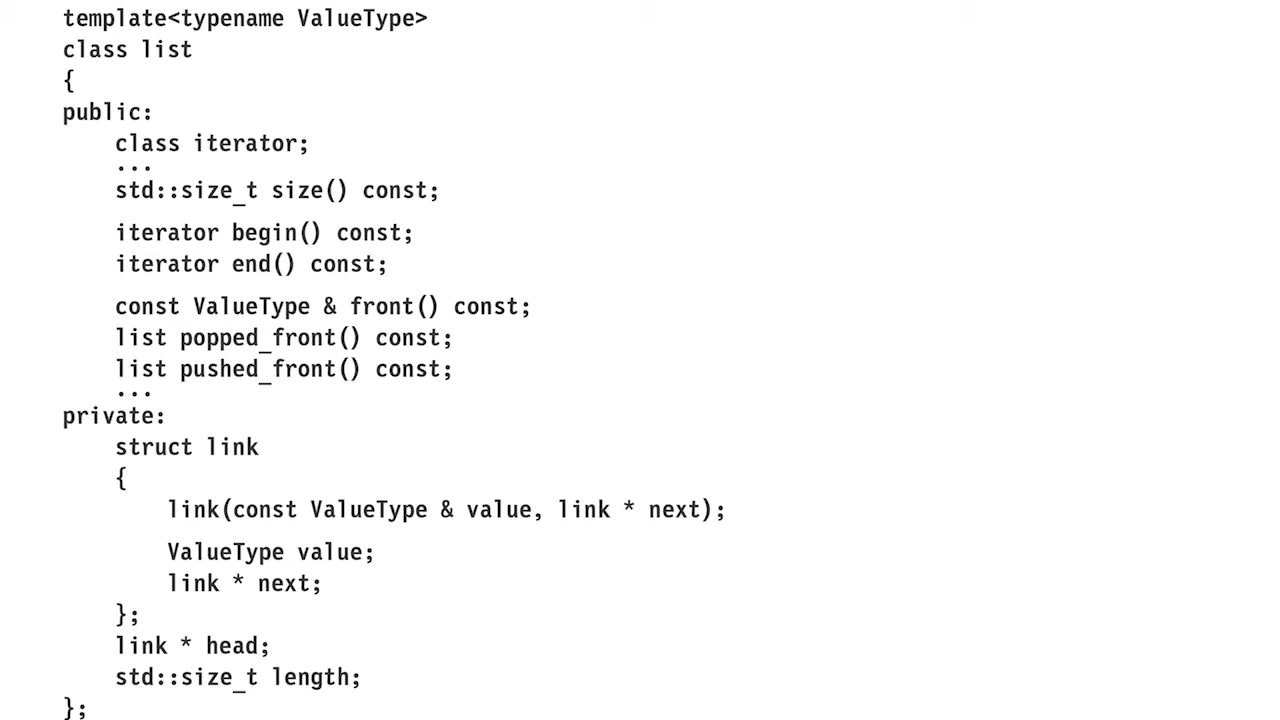 template<typename ValueType>
class list
{
public:
    class iterator;
    ...
    std::size_t size() const;
    iterator begin() const;
    iterator end() const;
    const ValueType & front() const;
    list popped_front() const;
    list pushed_front() const;
    ...
private:
    struct link
    {
        link(const ValueType & value, link * next);
        ValueType value;
        link * next;
    };
    link * head;
    std::size_t length;
};